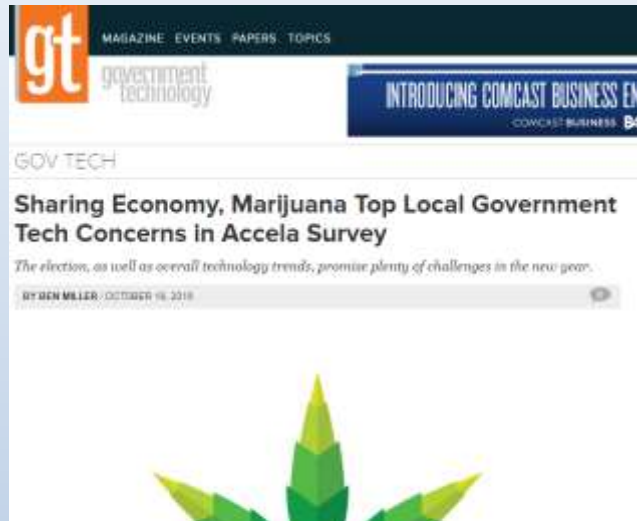 gt
MAGAZINE EVENTS PAPERS TOPICS
government
technology
INTRODUCING COMCAST BUSINESS EN
COMCAST BUSINESS
GOV TECH
Sharing Economy, Marijuana Top Local Government
Tech Concerns in Accela Survey
The election, as well as overall technology trends, promise plenty of challenges in the new year.
BY BEN MILLER / OCTOBER